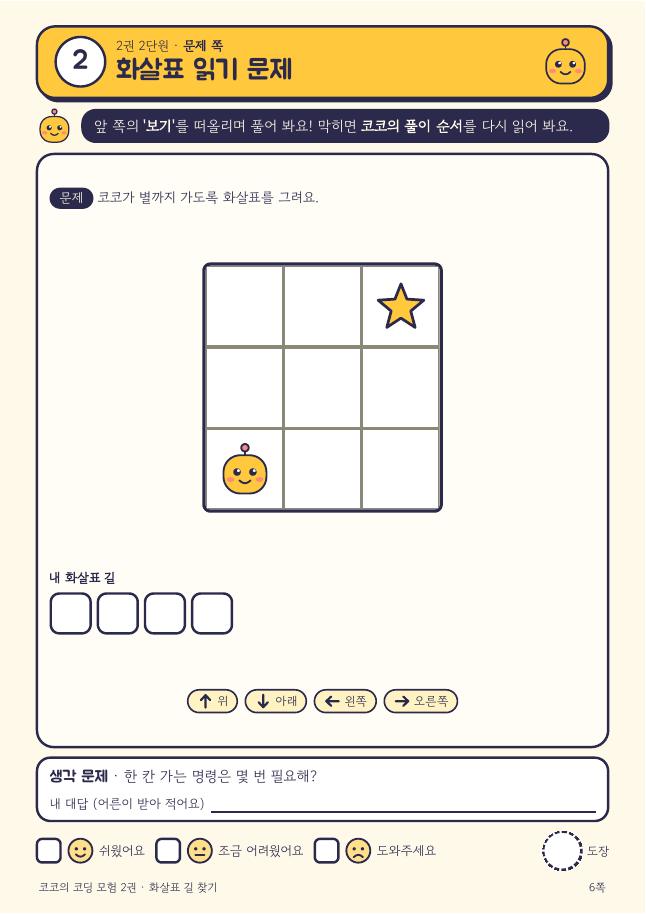 2
2권 2단원 · 문제 쪽
화살표 읽기 문제
앞 쪽의 '보기'를 떠올리며 풀어 봐요! 막히면 코코의 풀이 순서를 다시 읽어 봐요.
문제 코코가 별까지 가도록 화살표를 그려요.
내 화살표 길
↑ 위 ↓ 아래 ← 왼쪽 → 오른쪽
생각 문제 · 한 칸 가는 명령은 몇 번 필요해?
내 대답 (어른이 받아 적어요)
쉬웠어요 조금 어려웠어요 도와주세요 도장
코코의 코딩 모험 2권 · 화살표 길 찾기 6쪽